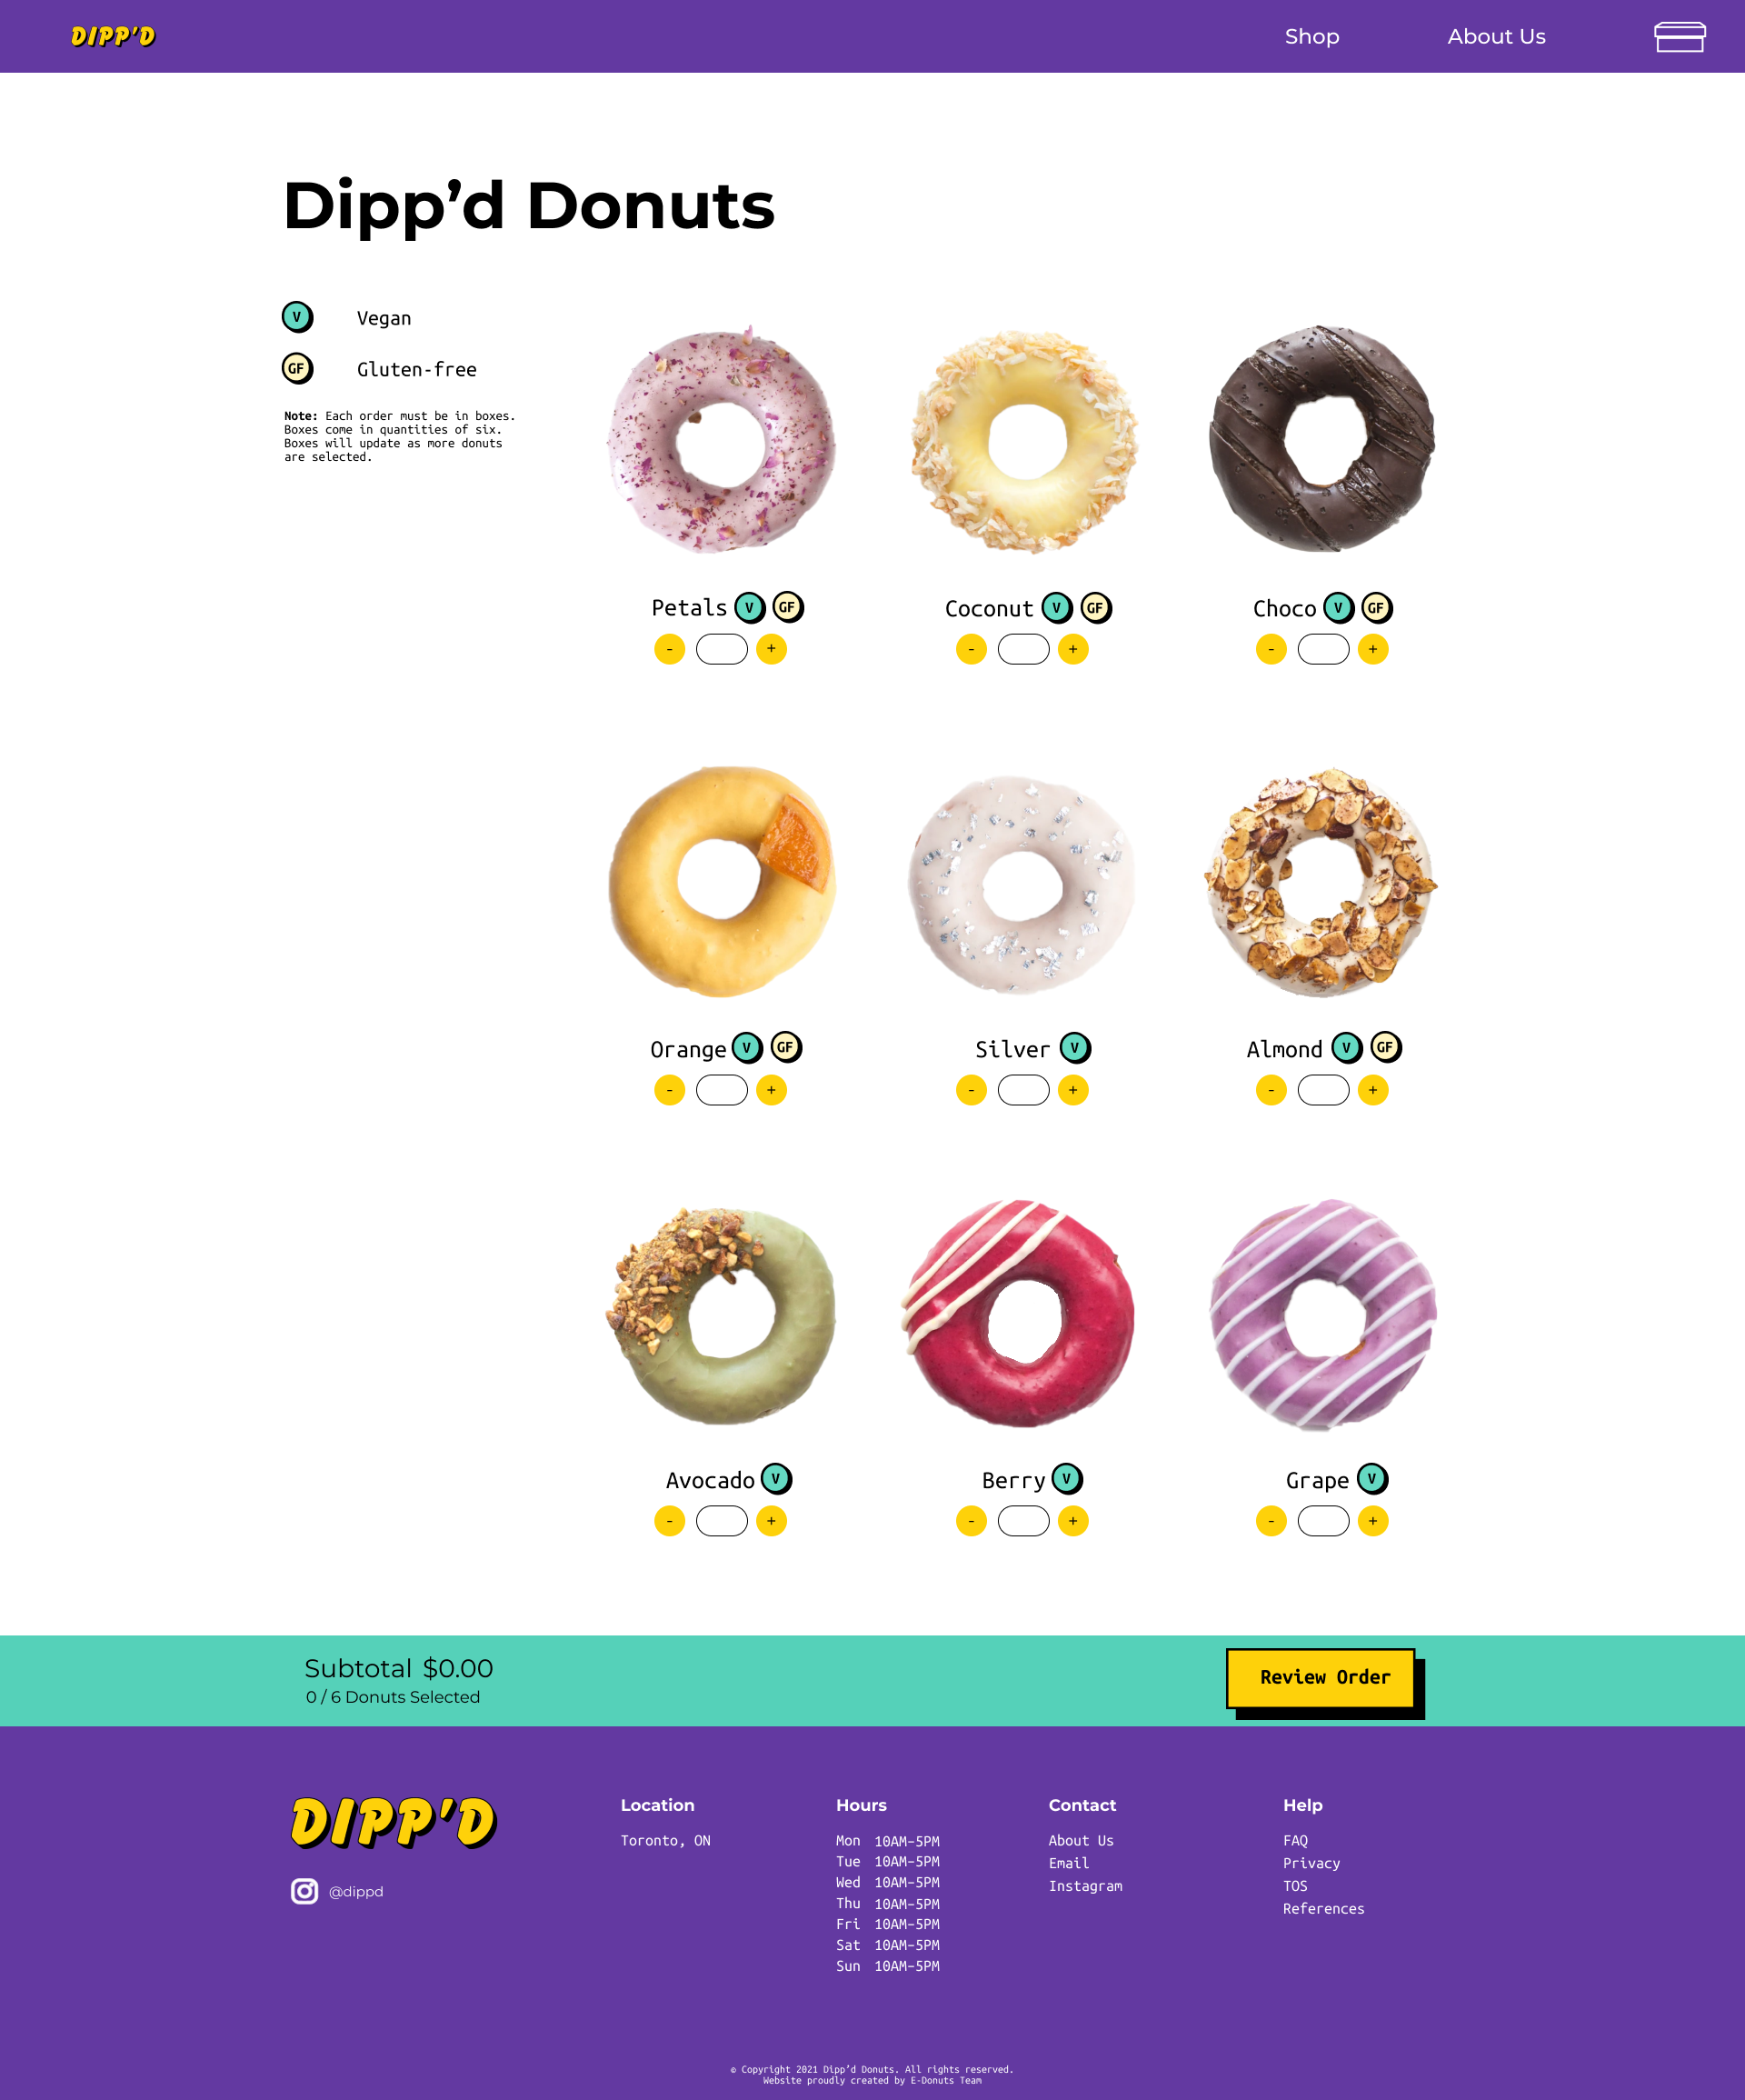 DIPP'D
Shop
About Us
Dipp’d Donuts
V Vegan
GF Gluten-free
Note: Each order must be in boxes.
Boxes come in quantities of six.
Boxes will update as more donuts
are selected.
Petals V GF
- +
Coconut V GF
- +
Choco V GF
- +
Orange V GF
- +
Silver V
- +
Almond V GF
- +
Avocado V
- +
Berry V
- +
Grape V
- +
Subtotal $0.00
0 / 6 Donuts Selected
Review Order
DIPP'D
@dippd
Location
Toronto, ON
Hours
Mon 10AM–5PM
Tue 10AM–5PM
Wed 10AM–5PM
Thu 10AM–5PM
Fri 10AM–5PM
Sat 10AM–5PM
Sun 10AM–5PM
Contact
About Us
Email
Instagram
Help
FAQ
Privacy
TOS
References
© Copyright 2021 Dipp’d Donuts. All rights reserved.
Website proudly created by E-Donuts Team